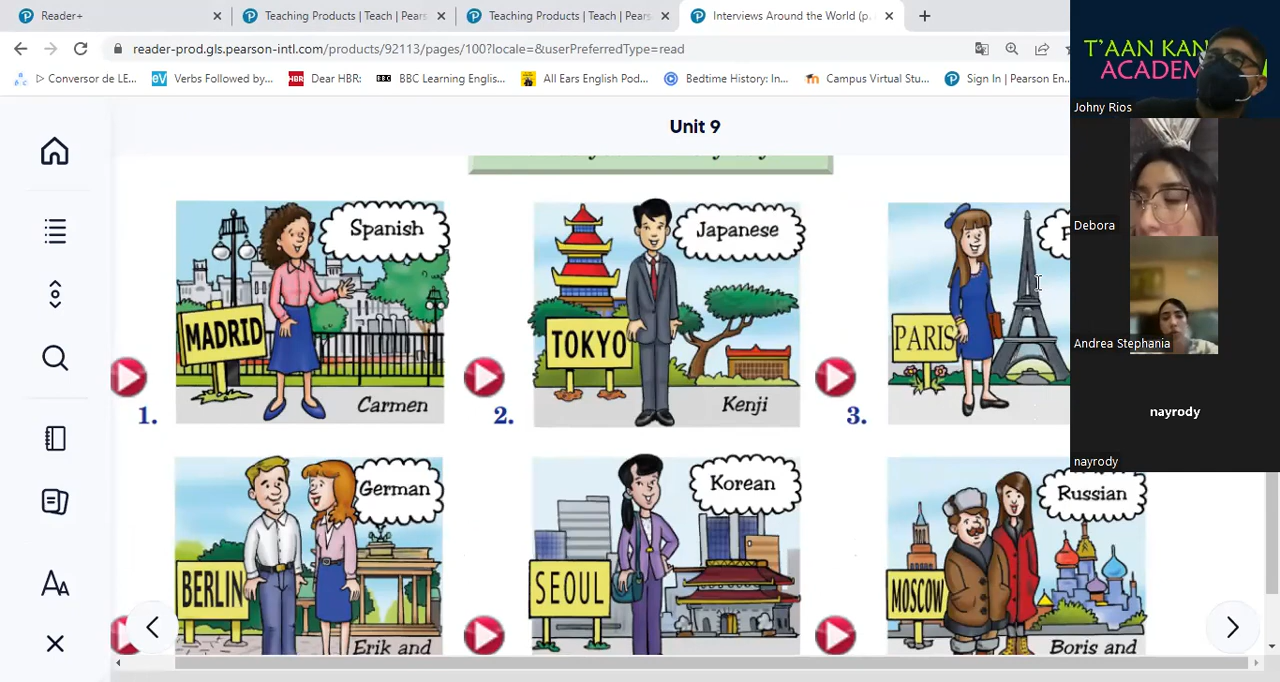 Reader+
Teaching Products | Teach | Pears
Teaching Products | Teach | Pears
Interviews Around the World (p.
reader-prod.gls.pearson-intl.com/products/92113/pages/100?locale=&userPreferredType=read
▷ Conversor de LE...
Verbs Followed by...
Dear HBR:
BBC Learning Englis...
All Ears English Pod...
Bedtime History: In...
Campus Virtual Stu...
Sign In | Pearson En...
Unit 9
Spanish
MADRID
Carmen
1.
Japanese
TOKYO
Kenji
2.
PARIS
3.
German
BERLIN
Erik and
Korean
SEOUL
Russian
MOSCOW
Boris and
T'AAN KAN
ACADEM
Johny Rios
Debora
Andrea Stephania
nayrody
nayrody